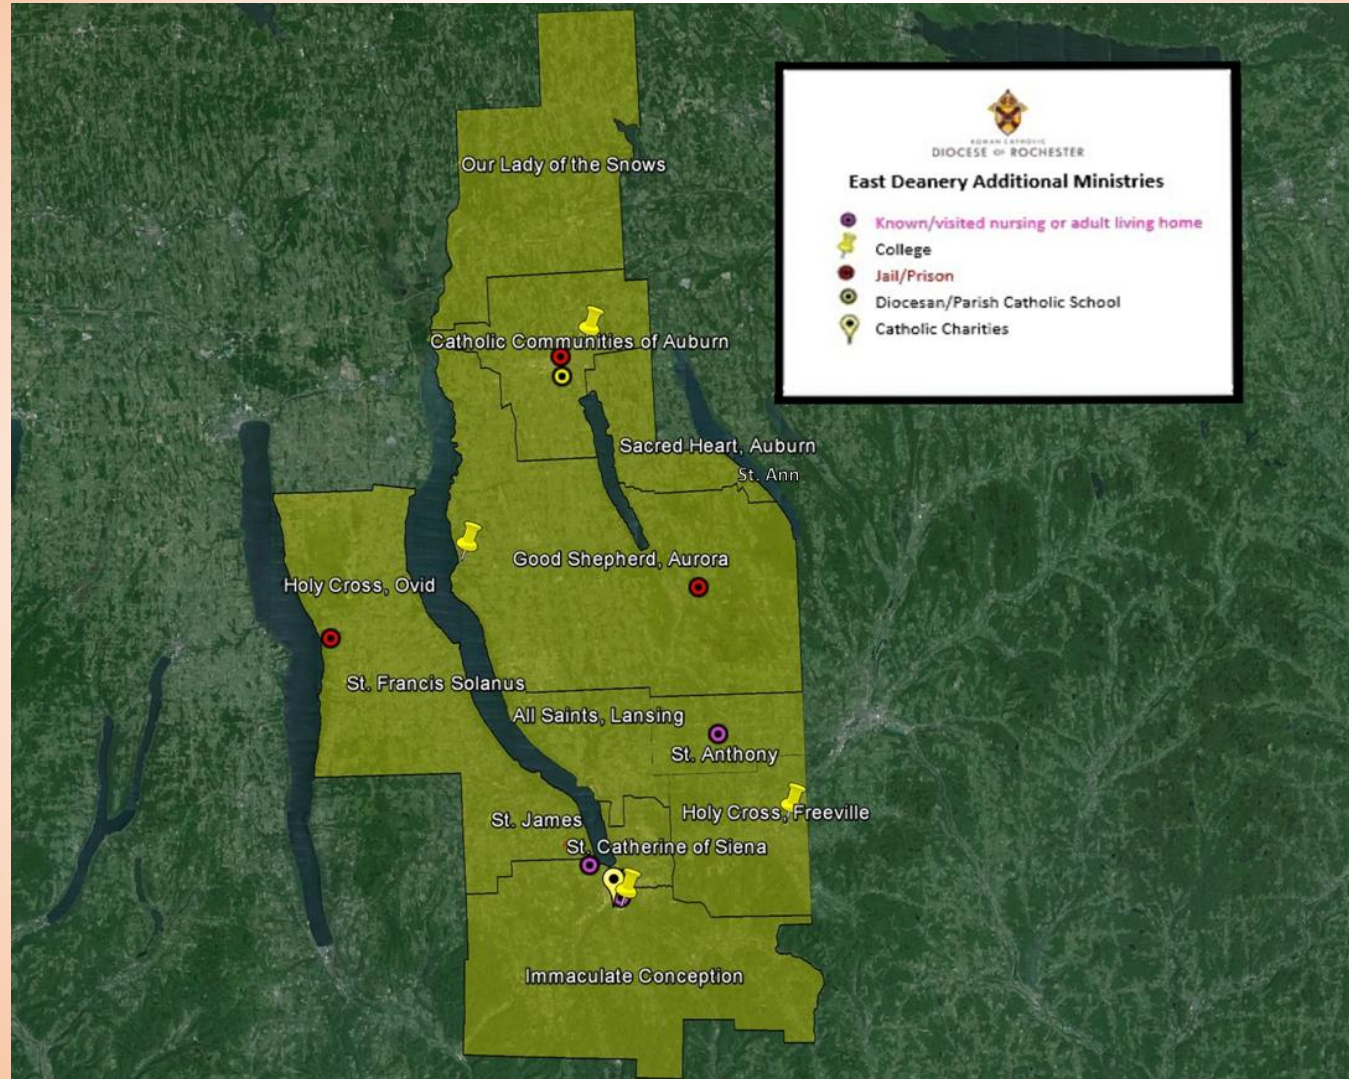 ROMAN CATHOLIC
DIOCESE OF ROCHESTER
East Deanery Additional Ministries
Known/visited nursing or adult living home
College
Jail/Prison
Diocesan/Parish Catholic School
Catholic Charities
Our Lady of the Snows
Catholic Communities of Auburn
Sacred Heart, Auburn
St. Ann
Good Shepherd, Aurora
Holy Cross, Ovid
St. Francis Solanus
All Saints, Lansing
St. Anthony
Holy Cross, Freeville
St. James
St. Catherine of Siena
Immaculate Conception